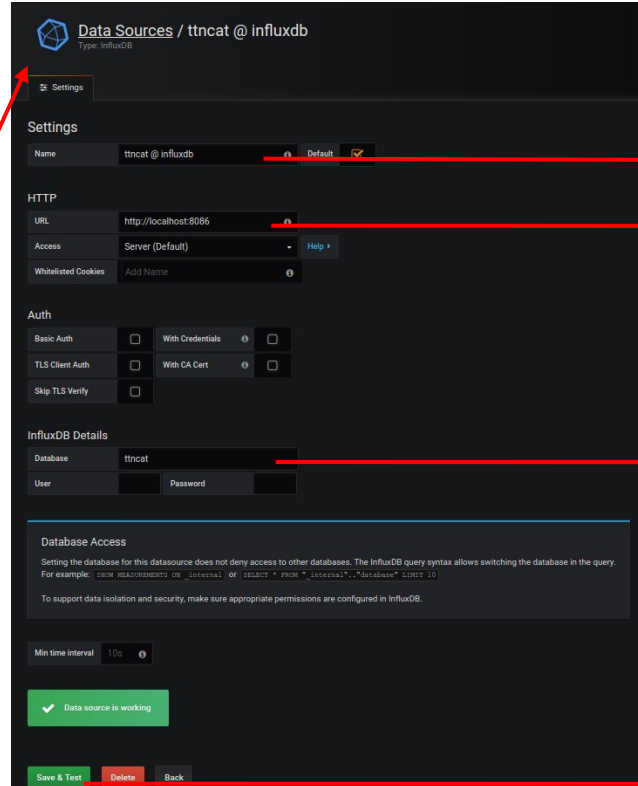 Data Sources / ttncat @ influxdb
Type: InfluxDB
Settings
Settings
Name ttncat @ influxdb Default
HTTP
URL http://localhost:8086
Access Server (Default) Help
Whitelisted Cookies Add Name
Auth
Basic Auth With Credentials
TLS Client Auth With CA Cert
Skip TLS Verify
InfluxDB Details
Database ttncat
User Password
Database Access
Setting the database for this datasource does not deny access to other databases. The InfluxDB query syntax allows switching the database in the query.
For example: SHOW MEASUREMENTS ON _internal or SELECT * FROM "_internal".."database" LIMIT 10
To support data isolation and security, make sure appropriate permissions are configured in InfluxDB.
Min time interval 10s
Data source is working
Save & Test Delete Back